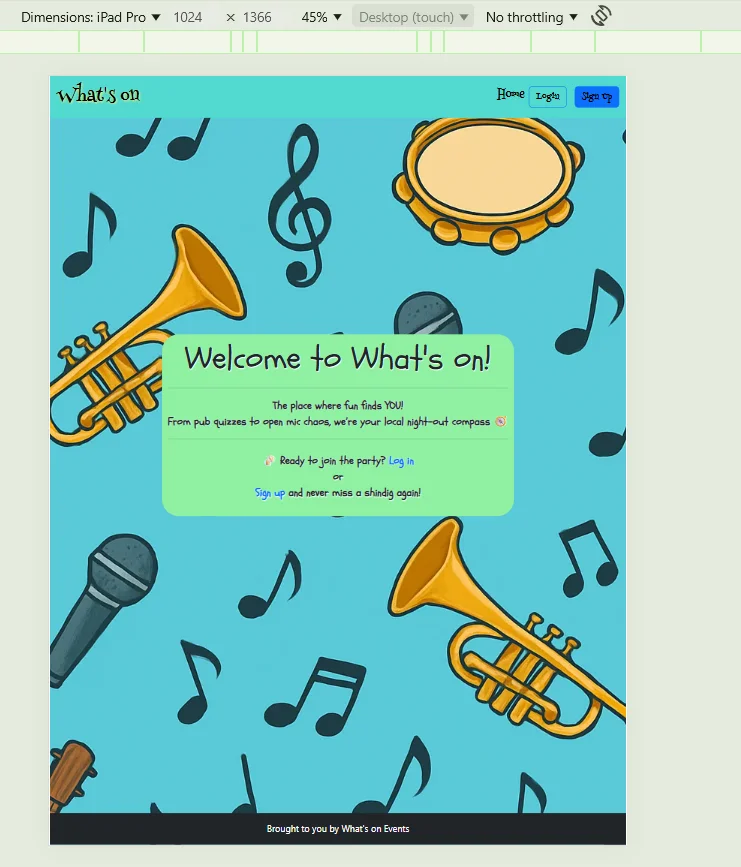 Dimensions: iPad Pro ▼ 1024 × 1366 45% ▼ Desktop (touch) ▼ No throttling ▼
What's on
Home Login Sign Up
Welcome to What's on!
The place where fun finds YOU!
From pub quizzes to open mic chaos, we're your local night-out compass 🧭
Ready to join the party? Log in
or
Sign up and never miss a shindig again!
Brought to you by What's on Events